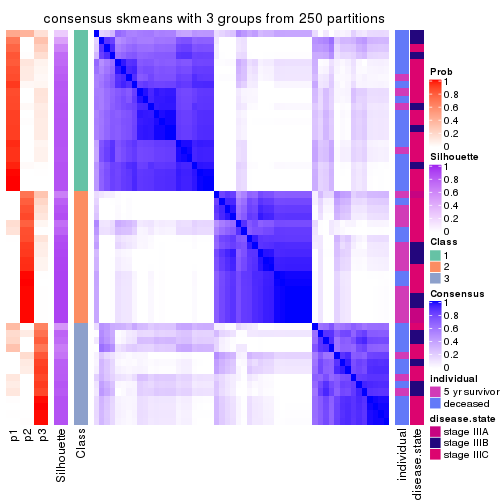 consensus skmeans with 3 groups from 250 partitions
Prob
1
0.8
0.6
0.4
0.2
0
Silhouette
1
0.8
0.6
0.4
0.2
0
Class
1
2
3
Consensus
1
0.8
0.6
0.4
0.2
0
individual
5 yr survivor
deceased
disease.state
stage IIIA
stage IIIB
stage IIIC
p1
p2
p3
Silhouette
Class
individual
disease.state